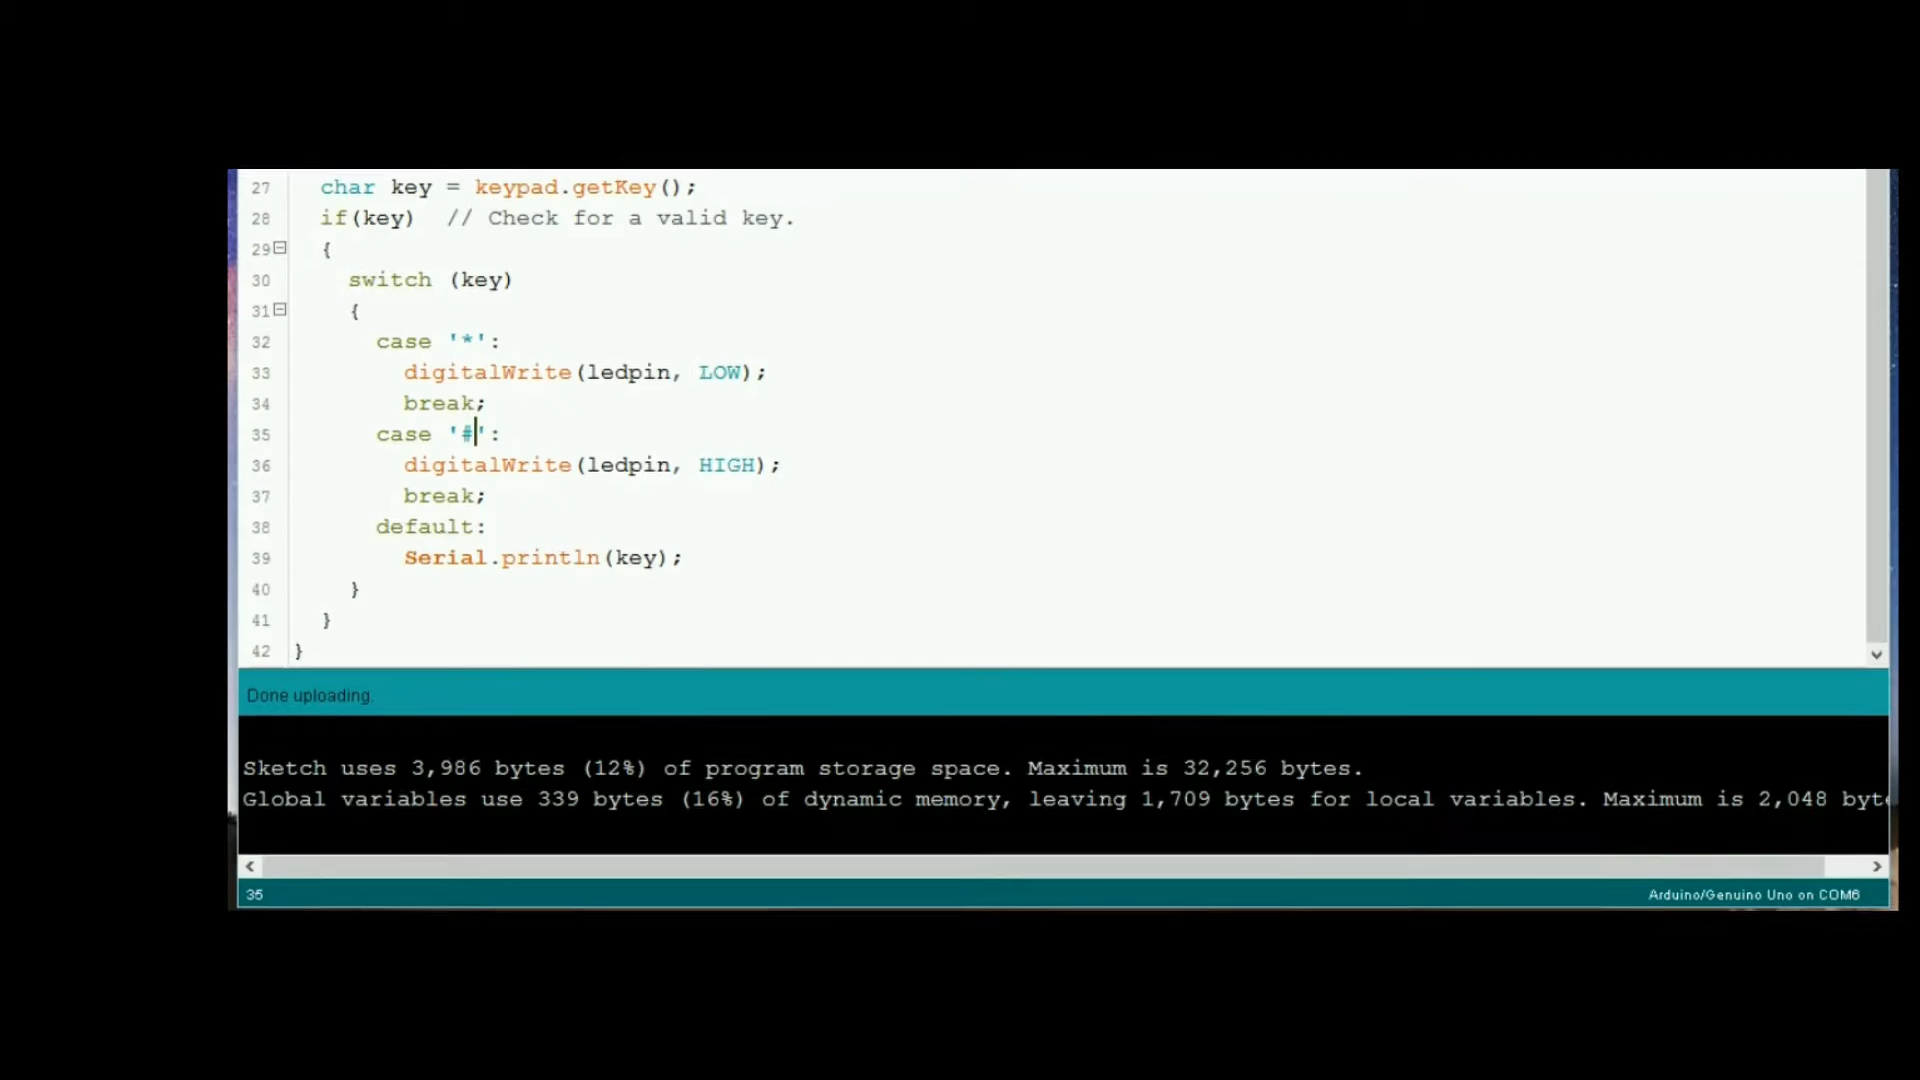 27 char key = keypad.getKey();
28 if(key) // Check for a valid key.
29 {
30 switch (key)
31 {
32 case '*':
33 digitalWrite(ledpin, LOW);
34 break;
35 case '#':
36 digitalWrite(ledpin, HIGH);
37 break;
38 default:
39 Serial.println(key);
40 }
41 }
42 }
Done uploading.
Sketch uses 3,986 bytes (12%) of program storage space. Maximum is 32,256 bytes.
Global variables use 339 bytes (16%) of dynamic memory, leaving 1,709 bytes for local variables. Maximum is 2,048 byte
35 Arduino/Genuino Uno on COM6